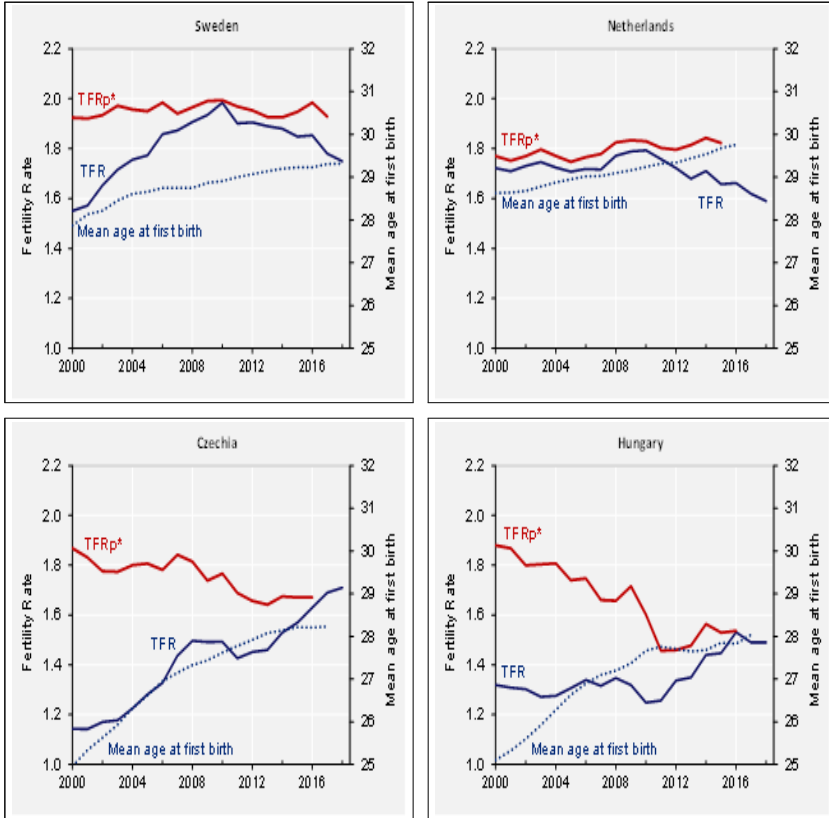 Sweden
2.2
2.0
1.8
1.6
1.4
1.2
1.0
Fertility Rate
32
31
30
29
28
27
26
25
Mean age at first birth
TFRp*
TFR
Mean age at first birth
2000 2004 2008 2012 2016
Netherlands
2.2
2.0
1.8
1.6
1.4
1.2
1.0
Fertility Rate
32
31
30
29
28
27
26
25
Mean age at first birth
TFRp*
Mean age at first birth
TFR
2000 2004 2008 2012 2016
Czechia
2.2
2.0
1.8
1.6
1.4
1.2
1.0
Fertility Rate
32
31
30
29
28
27
26
25
Mean age at first birth
TFRp*
TFR
Mean age at first birth
2000 2004 2008 2012 2016
Hungary
2.2
2.0
1.8
1.6
1.4
1.2
1.0
Fertility Rate
32
31
30
29
28
27
26
25
Mean age at first birth
TFRp*
TFR
Mean age at first birth
2000 2004 2008 2012 2016